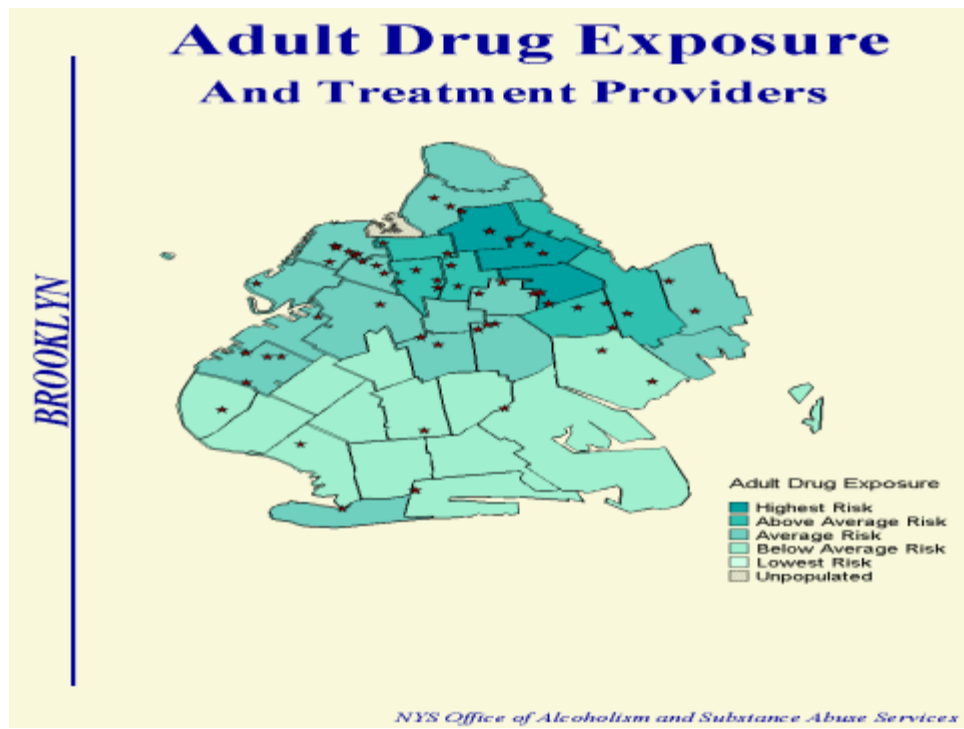 Adult Drug Exposure
And Treatment Providers
BROOKLYN
Adult Drug Exposure
Highest Risk
Above Average Risk
Average Risk
Below Average Risk
Lowest Risk
Unpopulated
NYS Office of Alcoholism and Substance Abuse Services